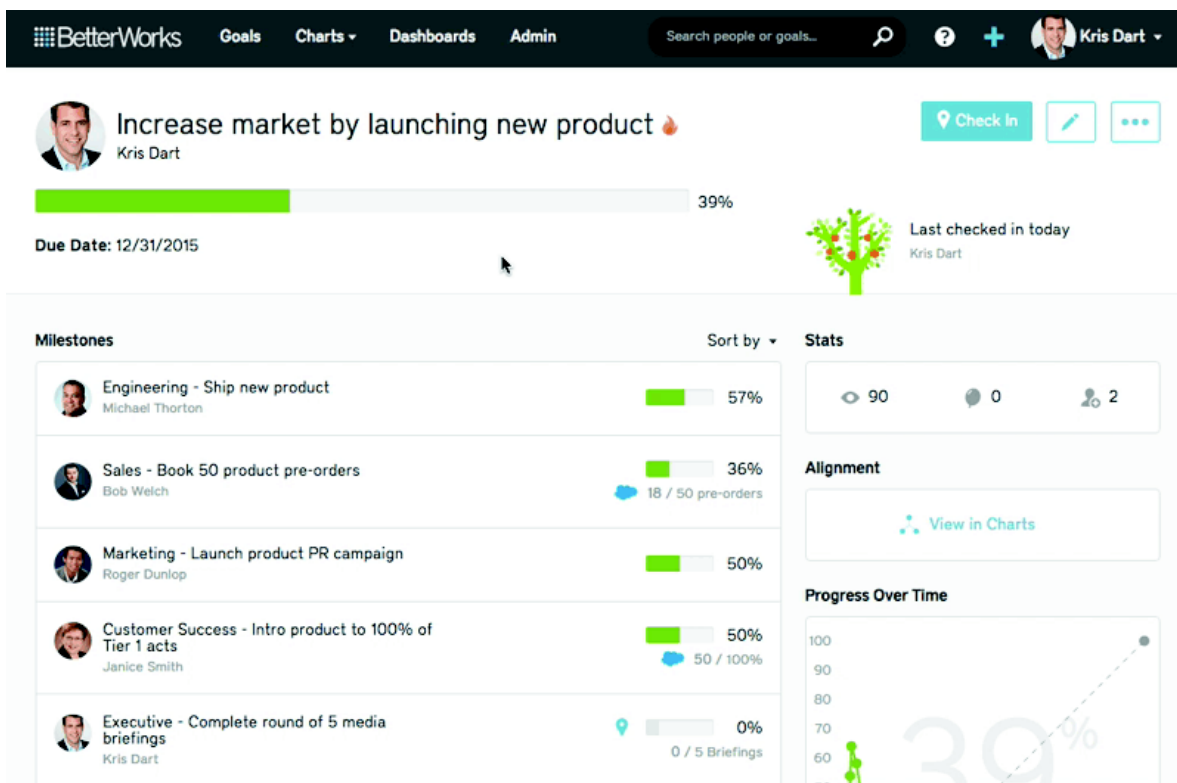 BetterWorks Goals Charts Dashboards Admin Search people or goals... ? Kris Dart
Increase market by launching new product
Kris Dart
Check In
39%
Due Date: 12/31/2015
Last checked in today
Kris Dart
Milestones
Sort by
Engineering - Ship new product
Michael Thorton
57%
Sales - Book 50 product pre-orders
Bob Welch
36%
18 / 50 pre-orders
Marketing - Launch product PR campaign
Roger Dunlop
50%
Customer Success - Intro product to 100% of
Tier 1 acts
Janice Smith
50%
50 / 100%
Executive - Complete round of 5 media
briefings
Kris Dart
0%
0 / 5 Briefings
Stats
90 0 2
Alignment
View in Charts
Progress Over Time
100
90
80
70
60
39%